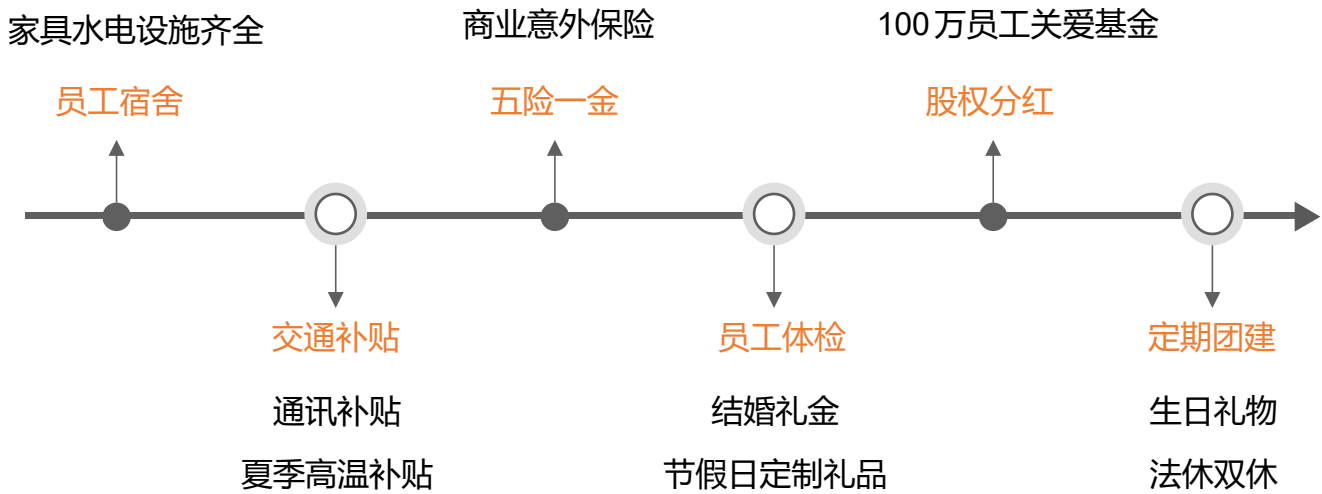 家具水电设施齐全
员工宿舍
商业意外保险
五险一金
100万员工关爱基金
股权分红
交通补贴
通讯补贴
夏季高温补贴
员工体检
结婚礼金
节假日定制礼品
定期团建
生日礼物
法休双休